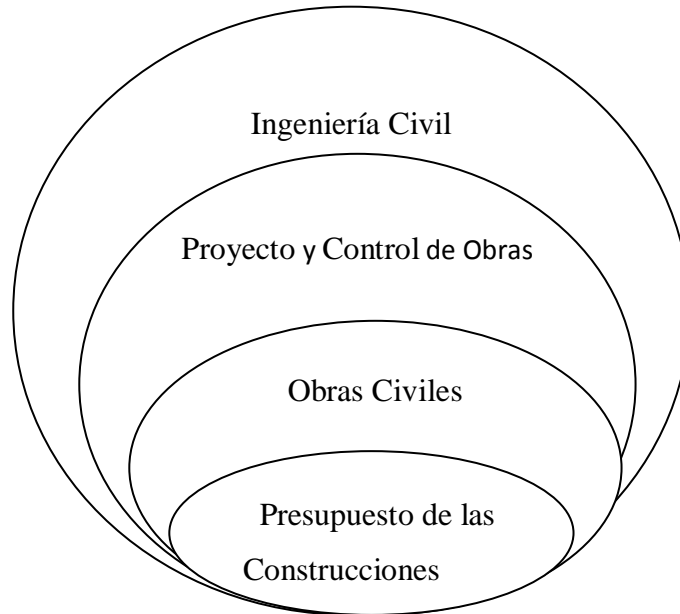 Ingeniería Civil
Proyecto y Control de Obras
Obras Civiles
Presupuesto de las
Construcciones